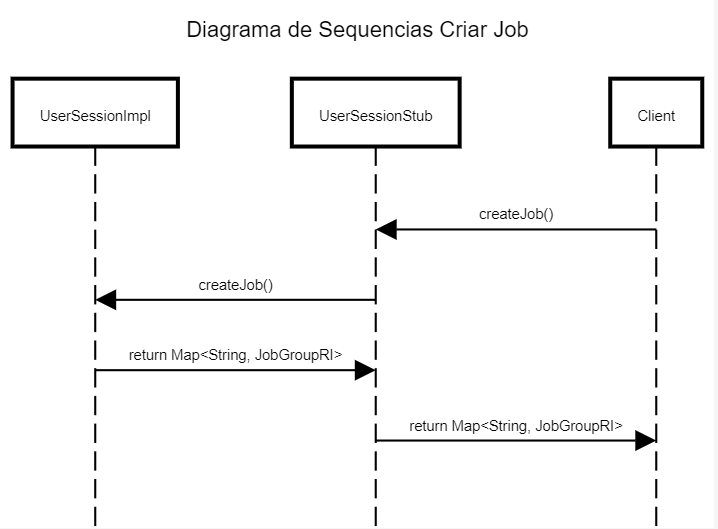 Diagrama de Sequencias Criar Job
UserSessionImpl
UserSessionStub
Client
createJob()
createJob()
return Map<String, JobGroupRI>
return Map<String, JobGroupRI>